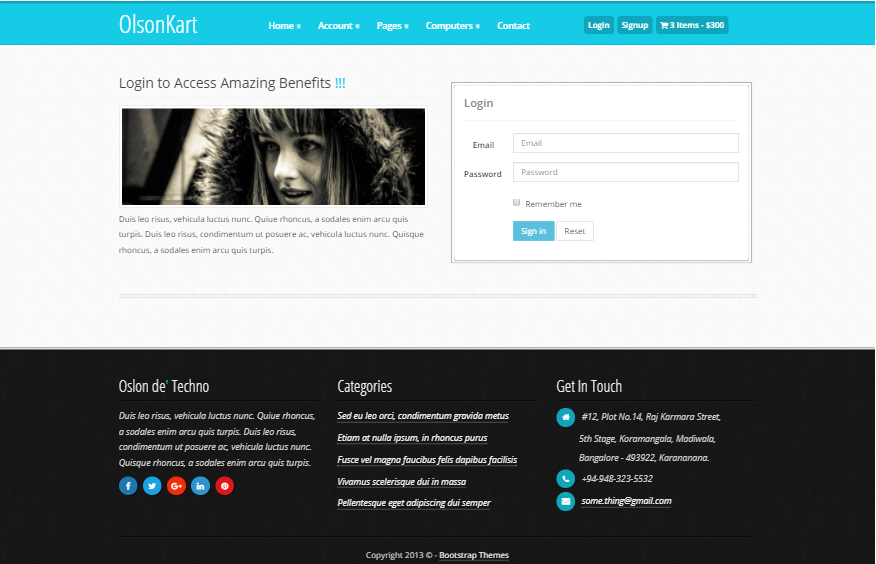 OlsonKart
Home Account Pages Computers Contact
Login Signup 3 Items - $300
Login to Access Amazing Benefits !!!
Duis leo risus, vehicula luctus nunc. Quiue rhoncus, a sodales enim arcu quis
turpis. Duis leo risus, condimentum ut posuere ac, vehicula luctus nunc. Quisque
rhoncus, a sodales enim arcu quis turpis.
Login
Email Email
Password Password
Remember me
Sign in Reset
Oslon de' Techno
Duis leo risus, vehicula luctus nunc. Quiue rhoncus,
a sodales enim arcu quis turpis. Duis leo risus,
condimentum ut posuere ac, vehicula luctus nunc.
Quisque rhoncus, a sodales enim arcu quis turpis.
Categories
Sed eu leo orci, condimentum gravida metus
Etiam at nulla ipsum, in rhoncus purus
Fusce vel magna faucibus felis dapibus facilisis
Vivamus scelerisque dui in massa
Pellentesque eget adipiscing dui semper
Get In Touch
#12, Plot No.14, Raj Karmara Street,
5th Stage, Koramangala, Madiwala,
Bangalore - 493922, Karananana.
+94-948-323-5532
some.thing@gmail.com
Copyright 2013 © - Bootstrap Themes